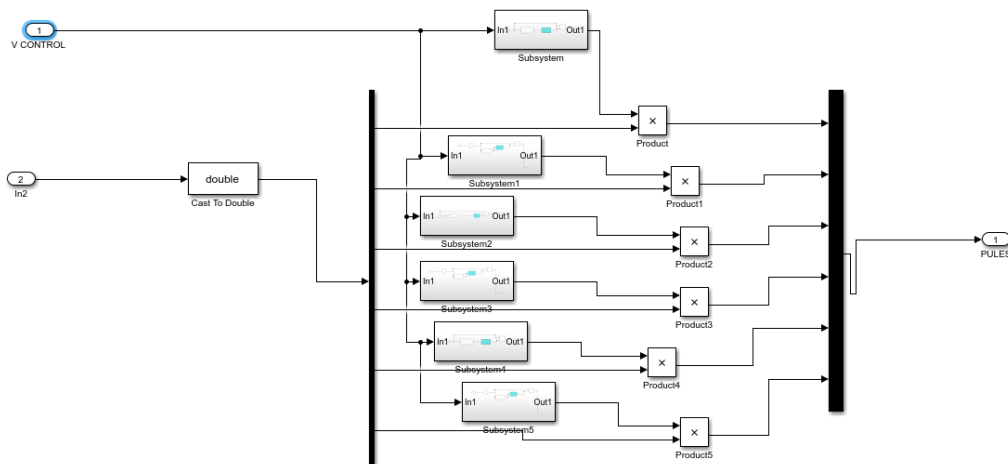 1
V CONTROL
In1
Out1
Subsystem
×
Product
In1
Out1
Subsystem1
×
Product1
2
In2
double
Cast To Double
In1
Out1
Subsystem2
×
Product2
1
PULES
In1
Out1
Subsystem3
×
Product3
In1
Out1
Subsystem4
×
Product4
In1
Out1
Subsystem5
×
Product5